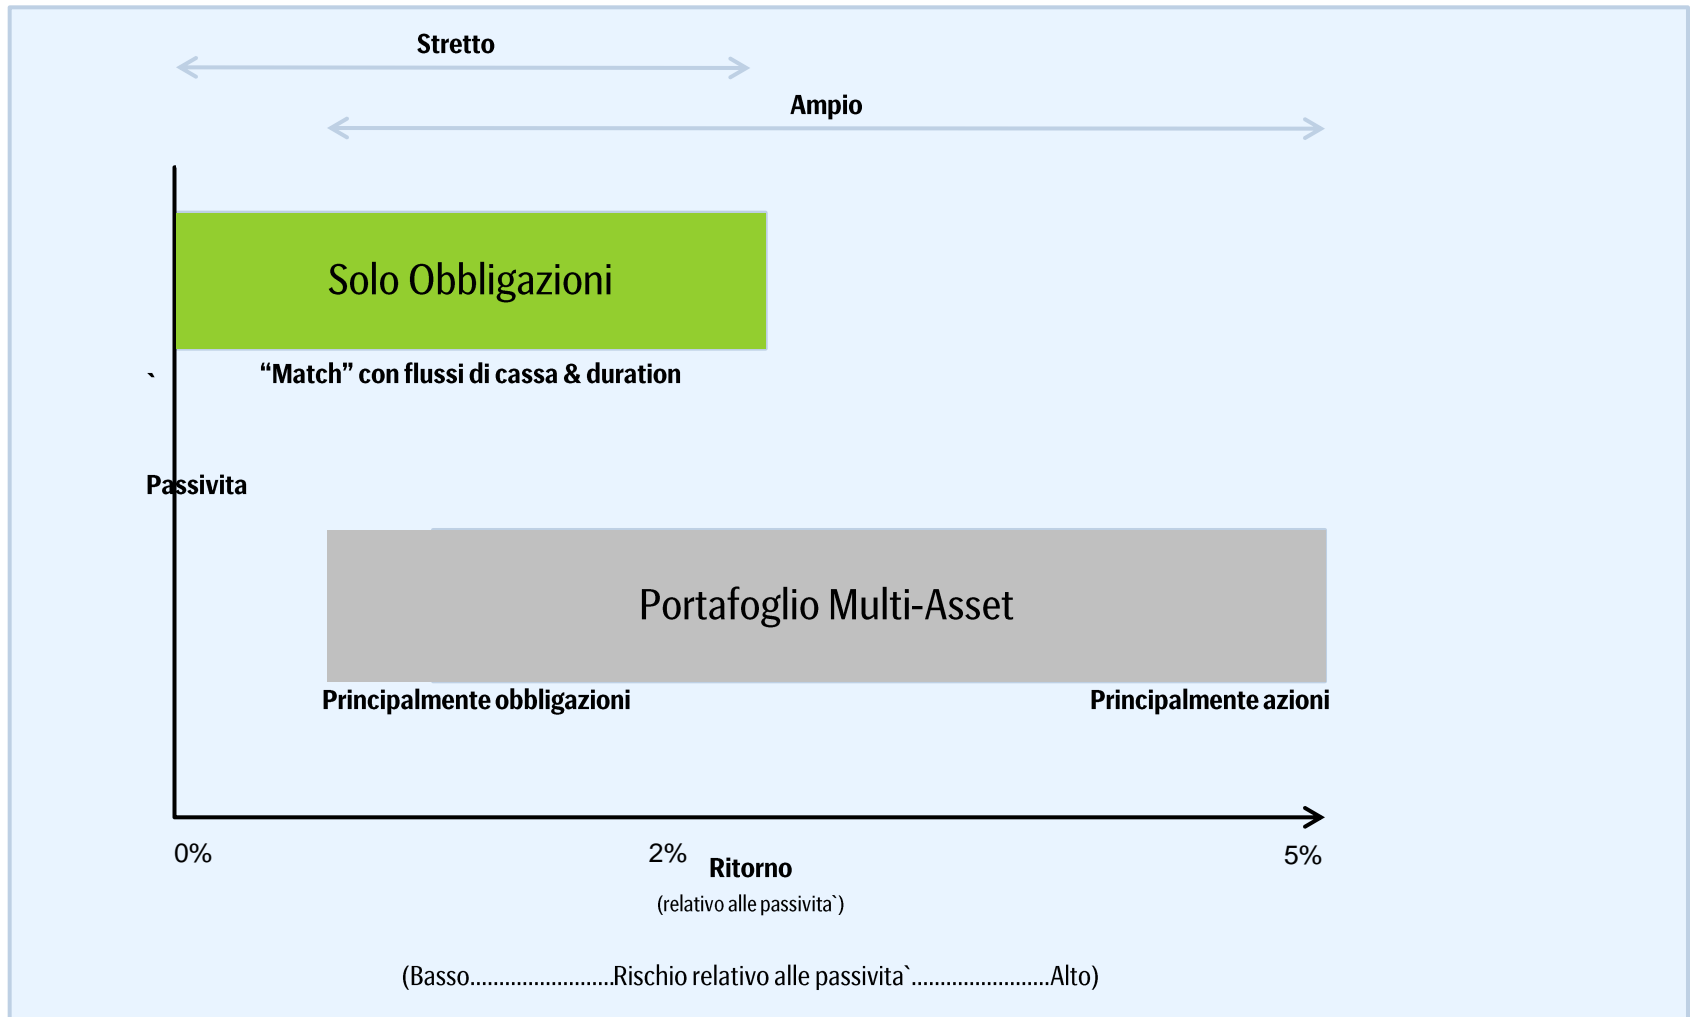 Stretto
Ampio
Solo Obbligazioni
“Match” con flussi di cassa & duration
`
Passivita
Portafoglio Multi-Asset
Principalmente obbligazioni
Principalmente azioni
0%
2%
5%
Ritorno
(relativo alle passivita`)
(Basso.........................Rischio relativo alle passivita`........................Alto)